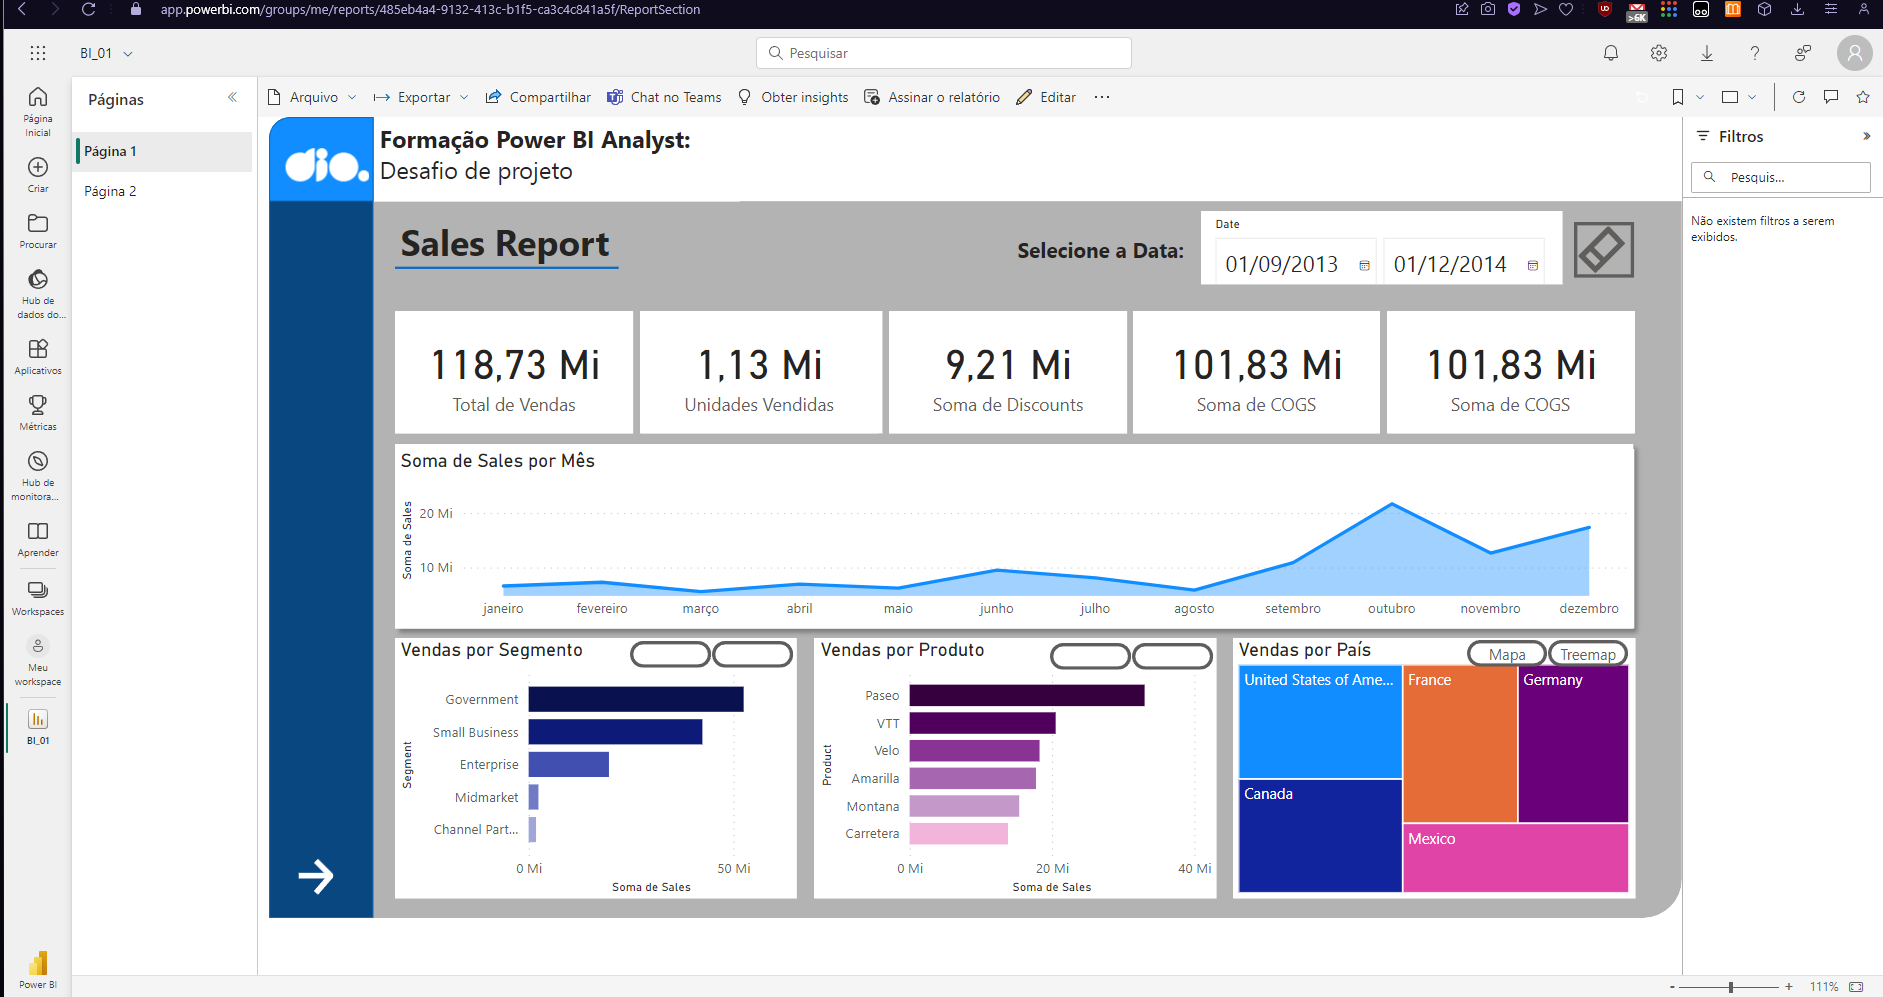 app.powerbi.com/groups/me/reports/485eb4a4-9132-413c-b1f5-ca3c4c841a5f/ReportSection
>6K
BI_01
Pesquisar
Página Inicial
Criar
Procurar
Hub de dados do...
Aplicativos
Métricas
Hub de monitora...
Aprender
Workspaces
Meu workspace
BI_01
Power BI
Páginas
Página 1
Página 2
Arquivo
Exportar
Compartilhar
Chat no Teams
Obter insights
Assinar o relatório
Editar
dio.
Formação Power BI Analyst:
Desafio de projeto
Sales Report
Selecione a Data:
Date
01/09/2013
01/12/2014
118,73 Mi
Total de Vendas
1,13 Mi
Unidades Vendidas
9,21 Mi
Soma de Discounts
101,83 Mi
Soma de COGS
101,83 Mi
Soma de COGS
Soma de Sales por Mês
Soma de Sales
20 Mi
10 Mi
janeiro
fevereiro
março
abril
maio
junho
julho
agosto
setembro
outubro
novembro
dezembro
Vendas por Segmento
Segment
Government
Small Business
Enterprise
Midmarket
Channel Part...
0 Mi
50 Mi
Soma de Sales
Vendas por Produto
Product
Paseo
VTT
Velo
Amarilla
Montana
Carretera
0 Mi
20 Mi
40 Mi
Soma de Sales
Vendas por País
Mapa
Treemap
United States of Ame...
France
Germany
Canada
Mexico
Filtros
Pesquis...
Não existem filtros a serem
exibidos.
111%